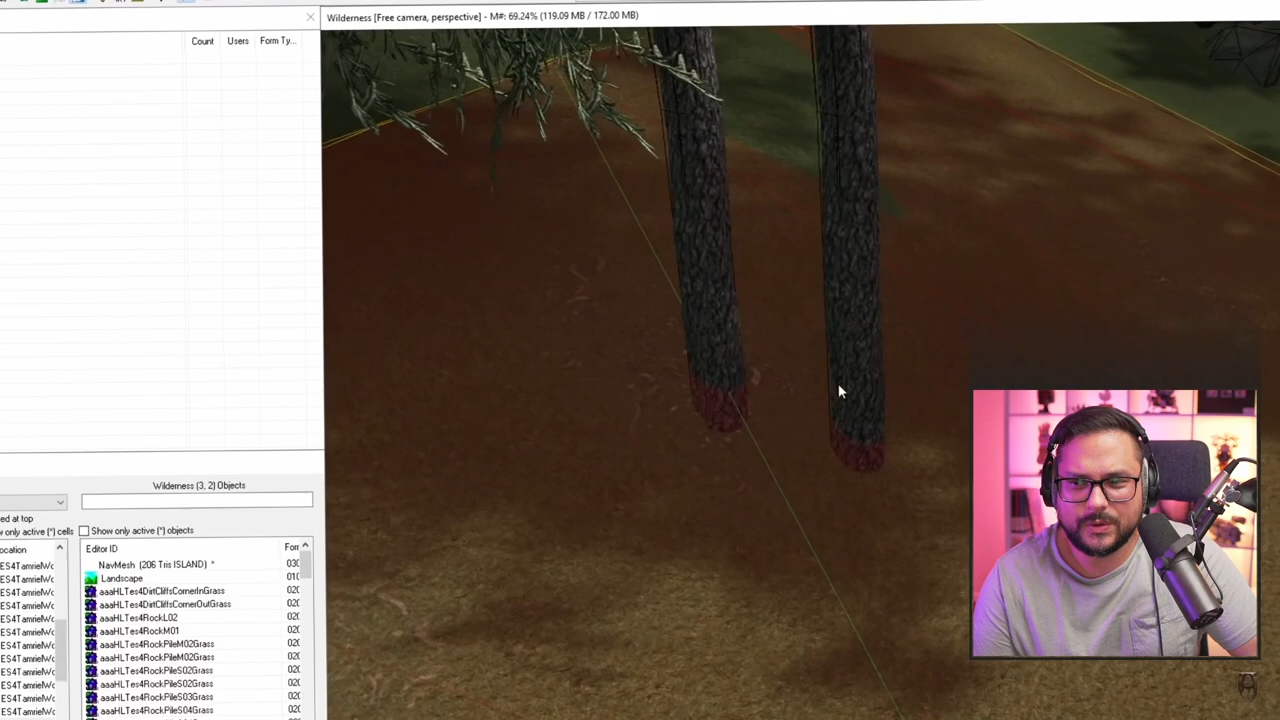 Wilderness [Free camera, perspective] - M#: 69.24% (119.09 MB / 172.00 MB)
Count Users Form Ty...
Wilderness (3, 2) Objects
Show only active (*) objects
only active (*) cells
Editor ID
NavMesh (206 Tris ISLAND) *
Landscape
aaaHLTes4DirtCliffsCornerInGrass
aaaHLTes4DirtCliffsCornerOutGrass
aaaHLTes4RockL02
aaaHLTes4RockM01
aaaHLTes4RockPileM02Grass
aaaHLTes4RockPileM02Grass
aaaHLTes4RockPileS02Grass
aaaHLTes4RockPileS02Grass
aaaHLTes4RockPileS03Grass
aaaHLTes4RockPileS04Grass